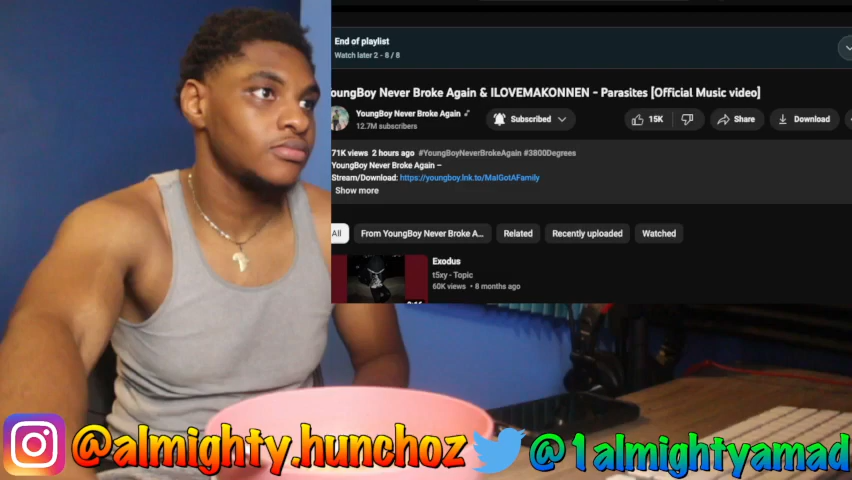 End of playlist
Watch later 2 - 8 / 8
oungBoy Never Broke Again & ILOVEMAKONNEN - Parasites [Official Music video]
YoungBoy Never Broke Again
12.7M subscribers
Subscribed
15K
Share
Download
71K views 2 hours ago #YoungBoyNeverBrokeAgain #3800Degrees
YoungBoy Never Broke Again –
Stream/Download: https://youngboy.lnk.to/MaIGotAFamily
Show more
All
From YoungBoy Never Broke A...
Related
Recently uploaded
Watched
Exodus
t5xy - Topic
60K views • 8 months ago
@almighty.hunchoz
@1almightyamad